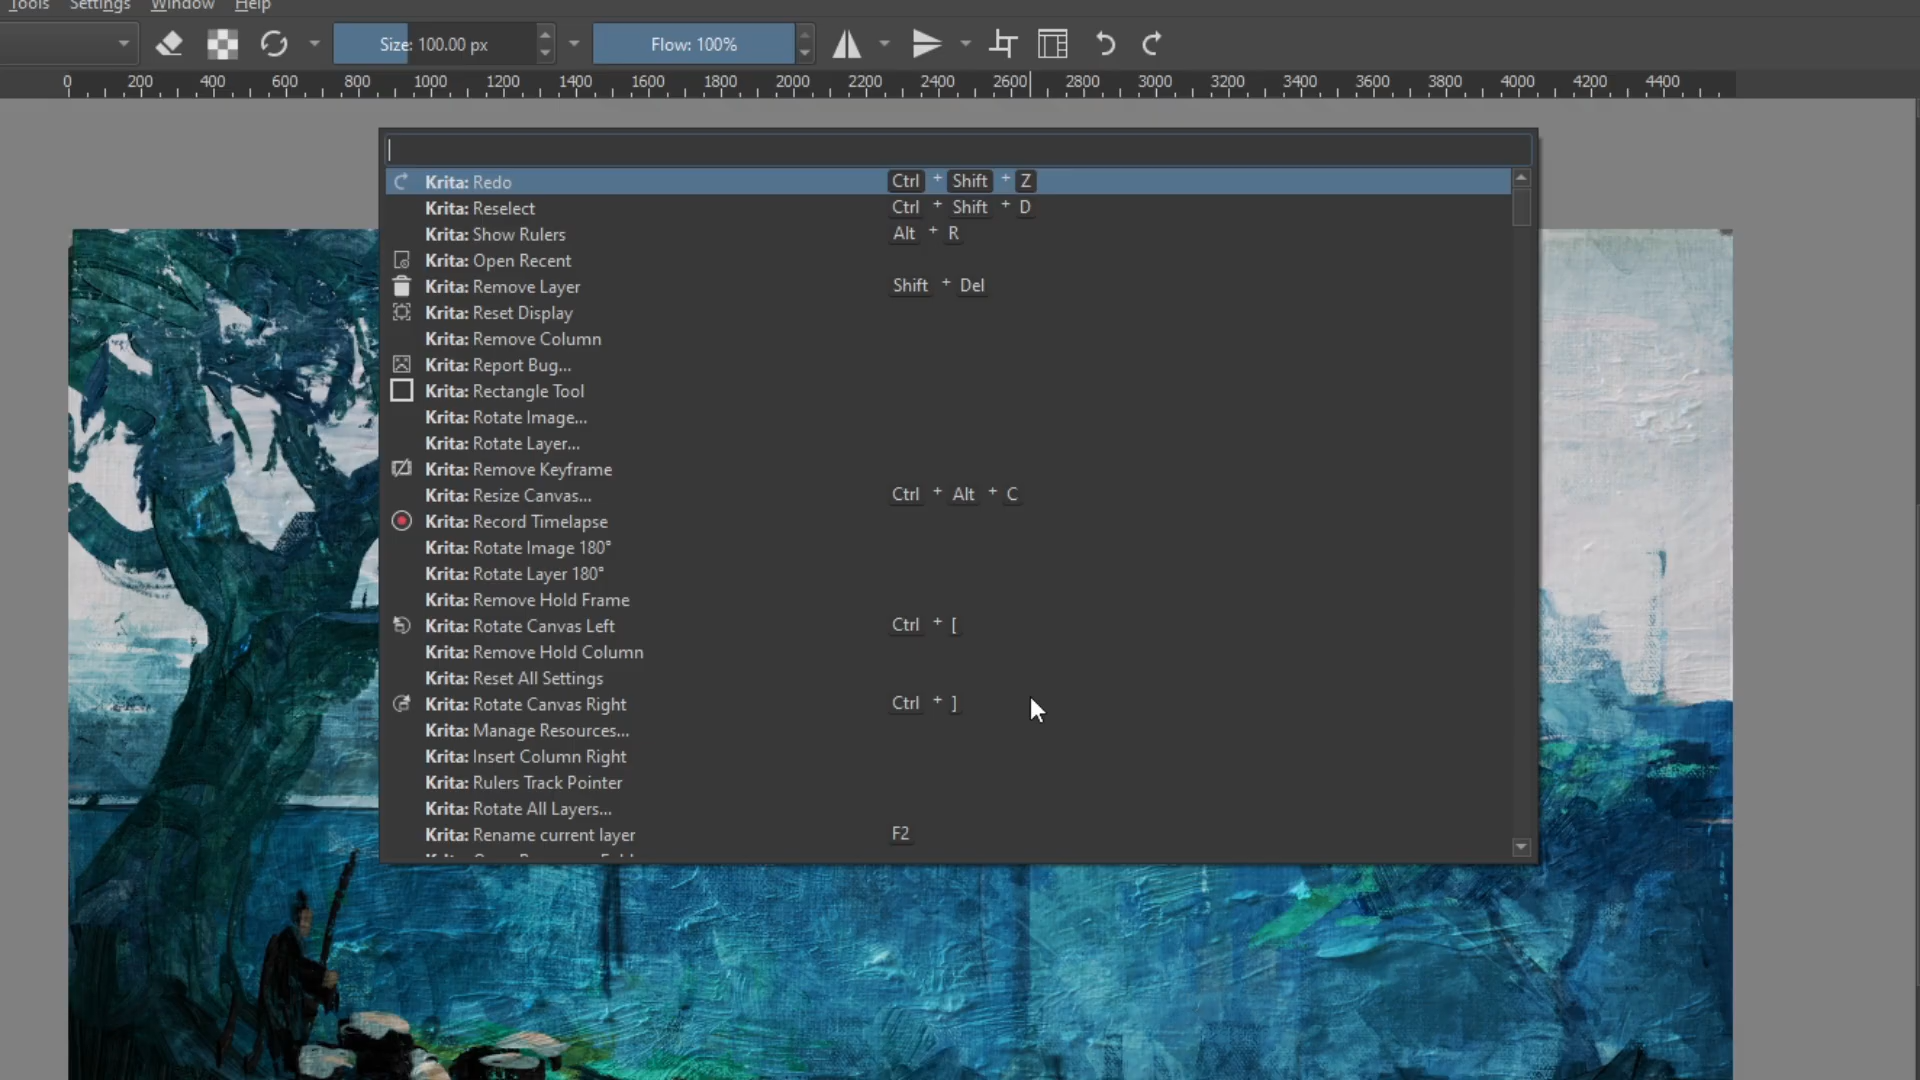 Tools Settings Window Help
Size: 100.00 px Flow: 100%
0 200 400 600 800 1000 1200 1400 1600 1800 2000 2200 2400 2600 2800 3000 3200 3400 3600 3800 4000 4200 4400
Krita: Redo Ctrl + Shift + Z
Krita: Reselect Ctrl + Shift + D
Krita: Show Rulers Alt + R
Krita: Open Recent
Krita: Remove Layer Shift + Del
Krita: Reset Display
Krita: Remove Column
Krita: Report Bug...
Krita: Rectangle Tool
Krita: Rotate Image...
Krita: Rotate Layer...
Krita: Remove Keyframe
Krita: Resize Canvas... Ctrl + Alt + C
Krita: Record Timelapse
Krita: Rotate Image 180°
Krita: Rotate Layer 180°
Krita: Remove Hold Frame
Krita: Rotate Canvas Left Ctrl + [
Krita: Remove Hold Column
Krita: Reset All Settings
Krita: Rotate Canvas Right Ctrl + ]
Krita: Manage Resources...
Krita: Insert Column Right
Krita: Rulers Track Pointer
Krita: Rotate All Layers...
Krita: Rename current layer F2